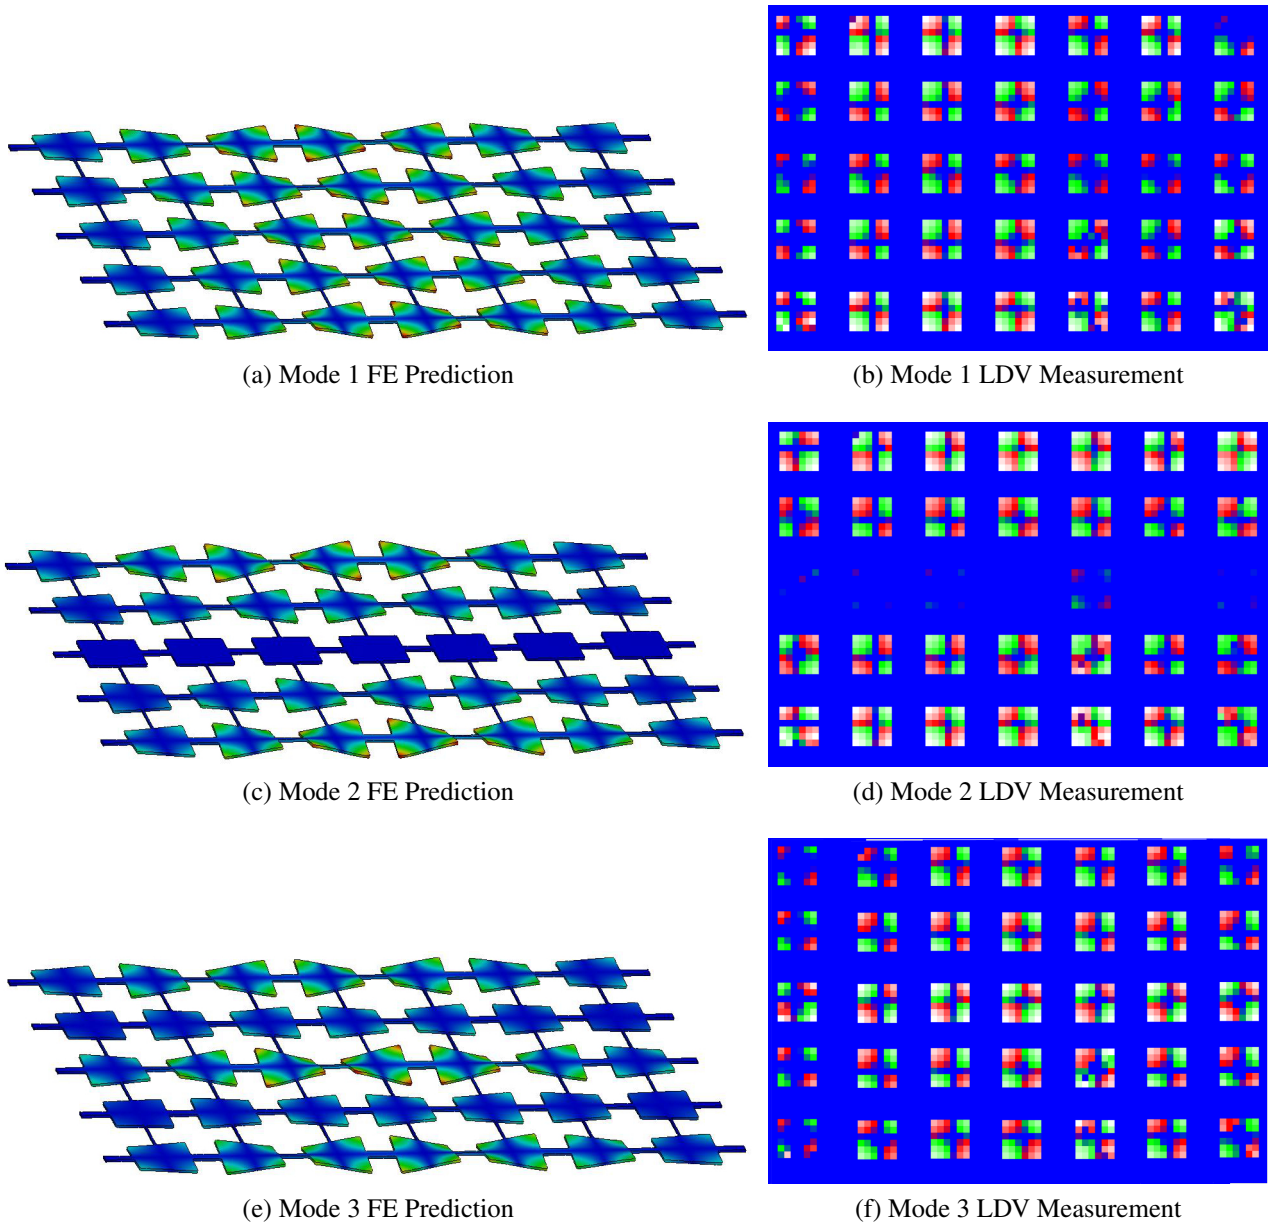 (a) Mode 1 FE Prediction
(b) Mode 1 LDV Measurement
(c) Mode 2 FE Prediction
(d) Mode 2 LDV Measurement
(e) Mode 3 FE Prediction
(f) Mode 3 LDV Measurement